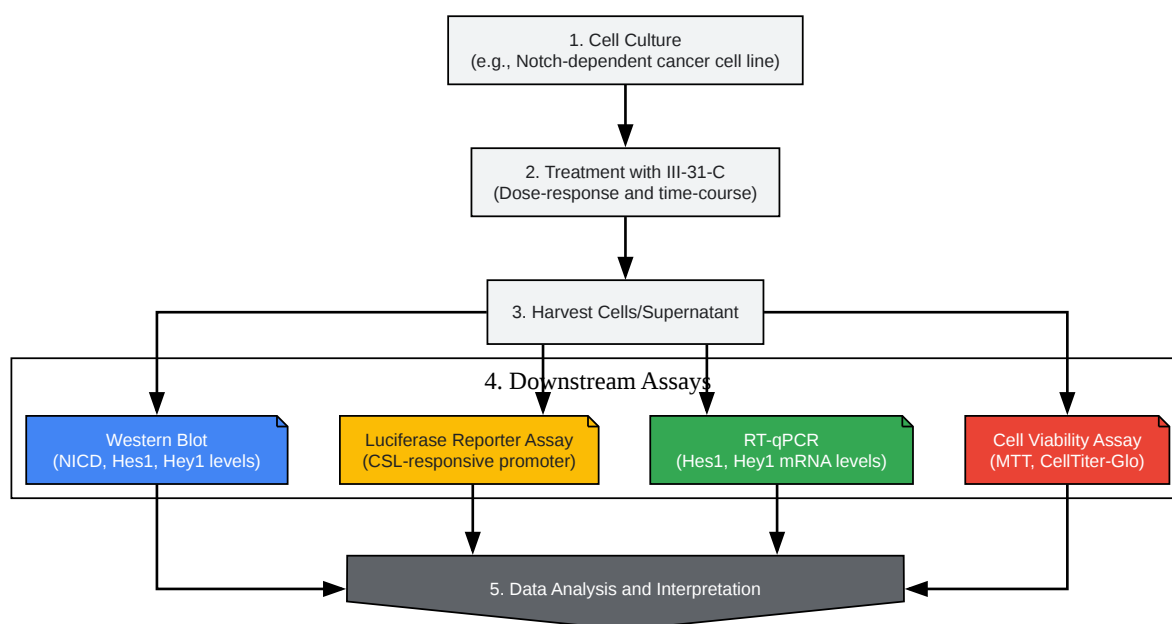 1. Cell Culture
(e.g., Notch-dependent cancer cell line)
2. Treatment with III-31-C
(Dose-response and time-course)
3. Harvest Cells/Supernatant
4. Downstream Assays
Western Blot
(NICD, Hes1, Hey1 levels)
Luciferase Reporter Assay
(CSL-responsive promoter)
RT-qPCR
(Hes1, Hey1 mRNA levels)
Cell Viability Assay
(MTT, CellTiter-Glo)
5. Data Analysis and Interpretation